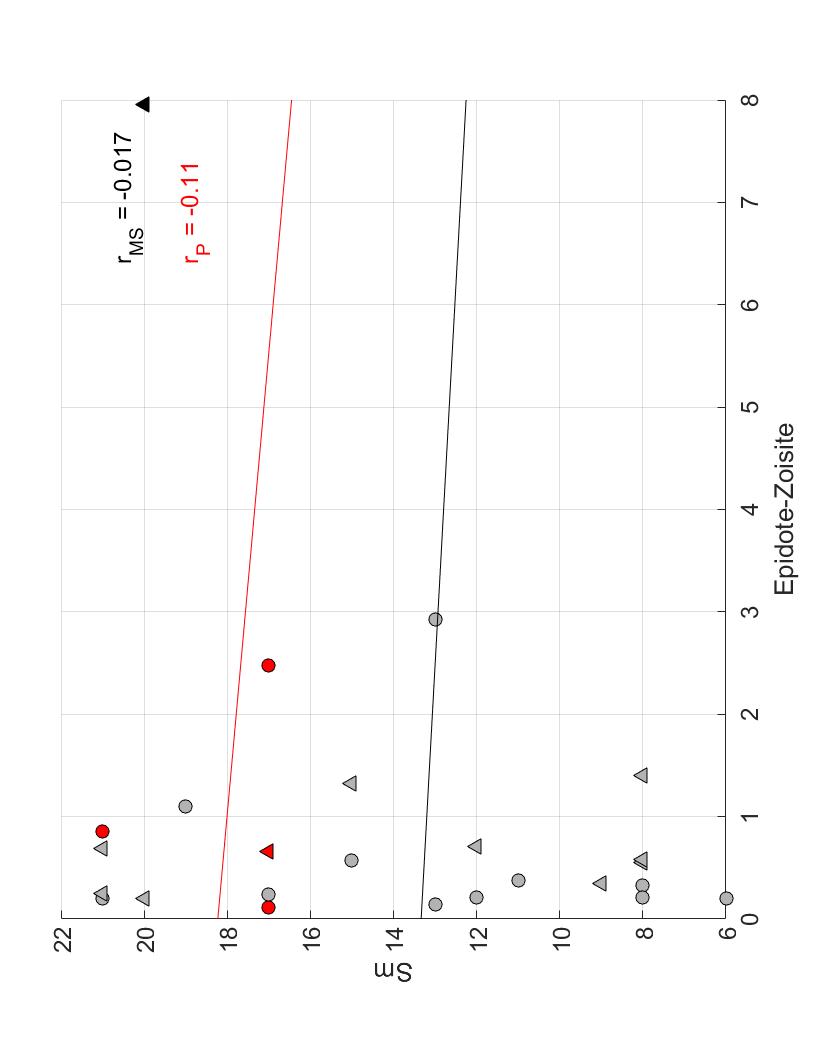 22
20
18
16
14
12
10
8
6
Sm
r_MS = -0.017
r_P = -0.11
0 1 2 3 4 5 6 7 8
Epidote-Zoisite